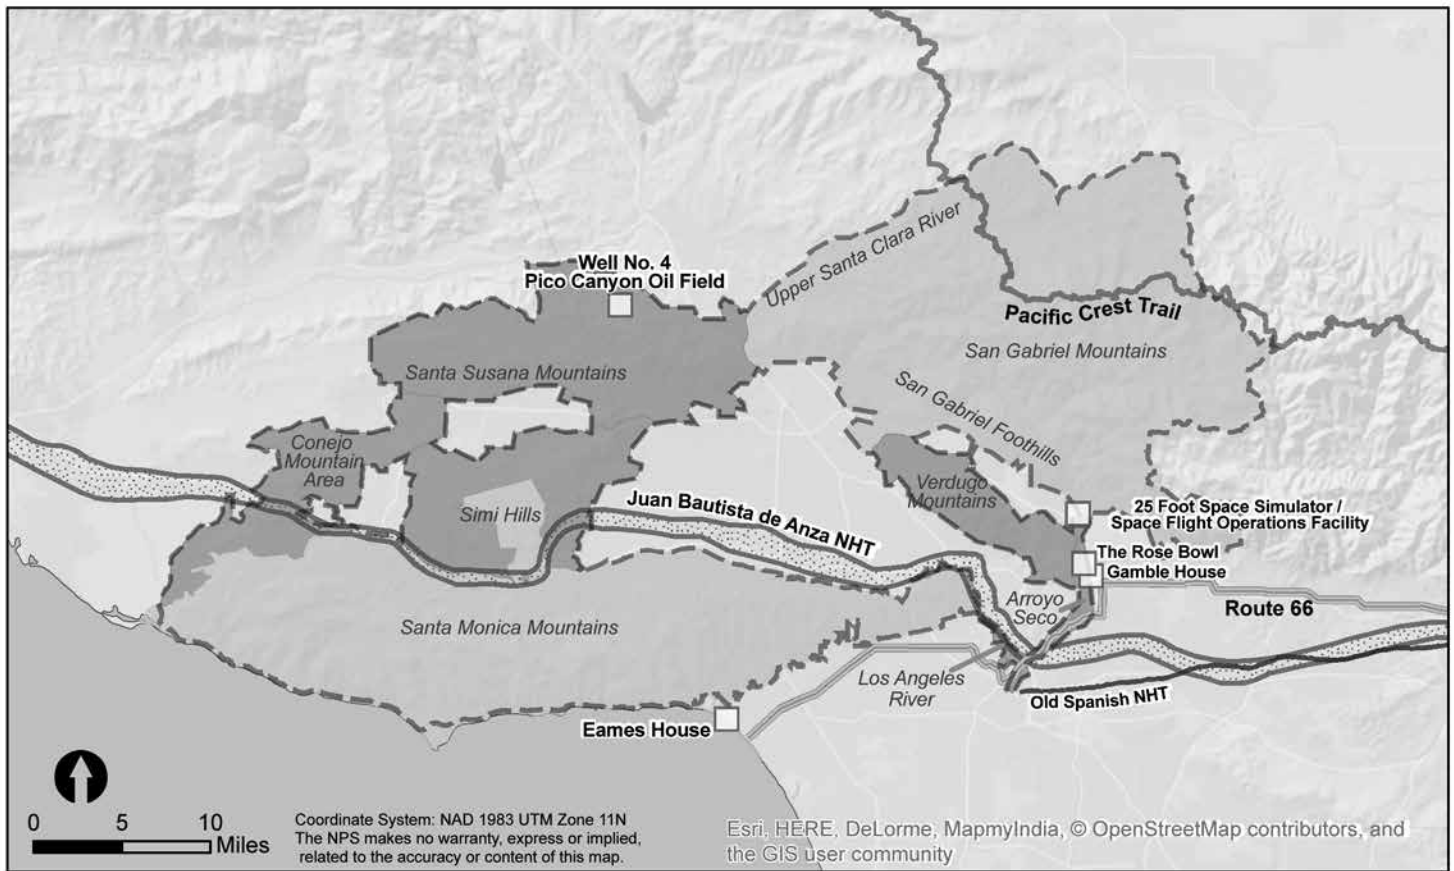 Well No. 4
Pico Canyon Oil Field
Upper Santa Clara River
Pacific Crest Trail
San Gabriel Mountains
Santa Susana Mountains
San Gabriel Foothills
Conejo
Mountain
Area
Verdugo
Mountains
Simi Hills
Juan Bautista de Anza NHT
25 Foot Space Simulator /
Space Flight Operations Facility
The Rose Bowl
Gamble House
Arroyo
Seco
Route 66
Santa Monica Mountains
Los Angeles
River
Old Spanish NHT
Eames House
0 5 10
Miles
Coordinate System: NAD 1983 UTM Zone 11N
The NPS makes no warranty, express or implied,
related to the accuracy or content of this map.
Esri, HERE, DeLorme, MapmyIndia, © OpenStreetMap contributors, and
the GIS user community